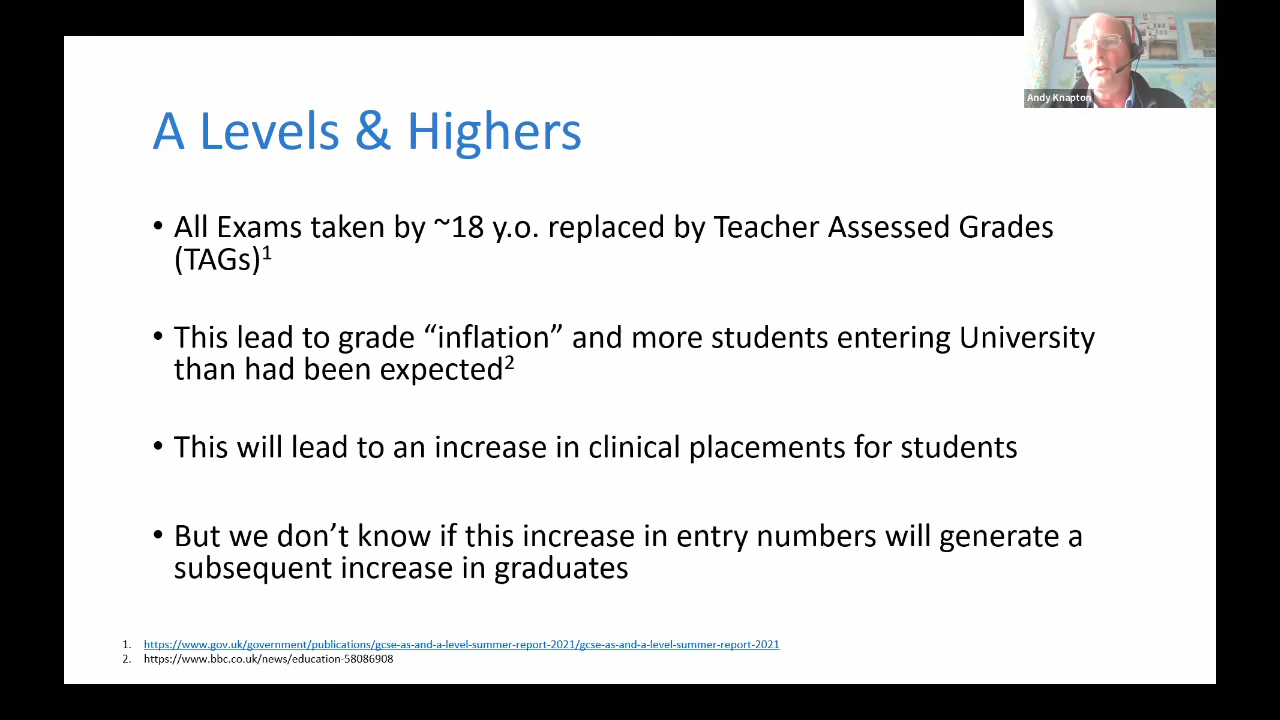 Andy Knapton
A Levels & Highers
• All Exams taken by ~18 y.o. replaced by Teacher Assessed Grades
(TAGs)1
• This lead to grade “inflation” and more students entering University
than had been expected2
• This will lead to an increase in clinical placements for students
• But we don’t know if this increase in entry numbers will generate a
subsequent increase in graduates
1. https://www.gov.uk/government/publications/gcse-as-and-a-level-summer-report-2021/gcse-as-and-a-level-summer-report-2021
2. https://www.bbc.co.uk/news/education-58086908